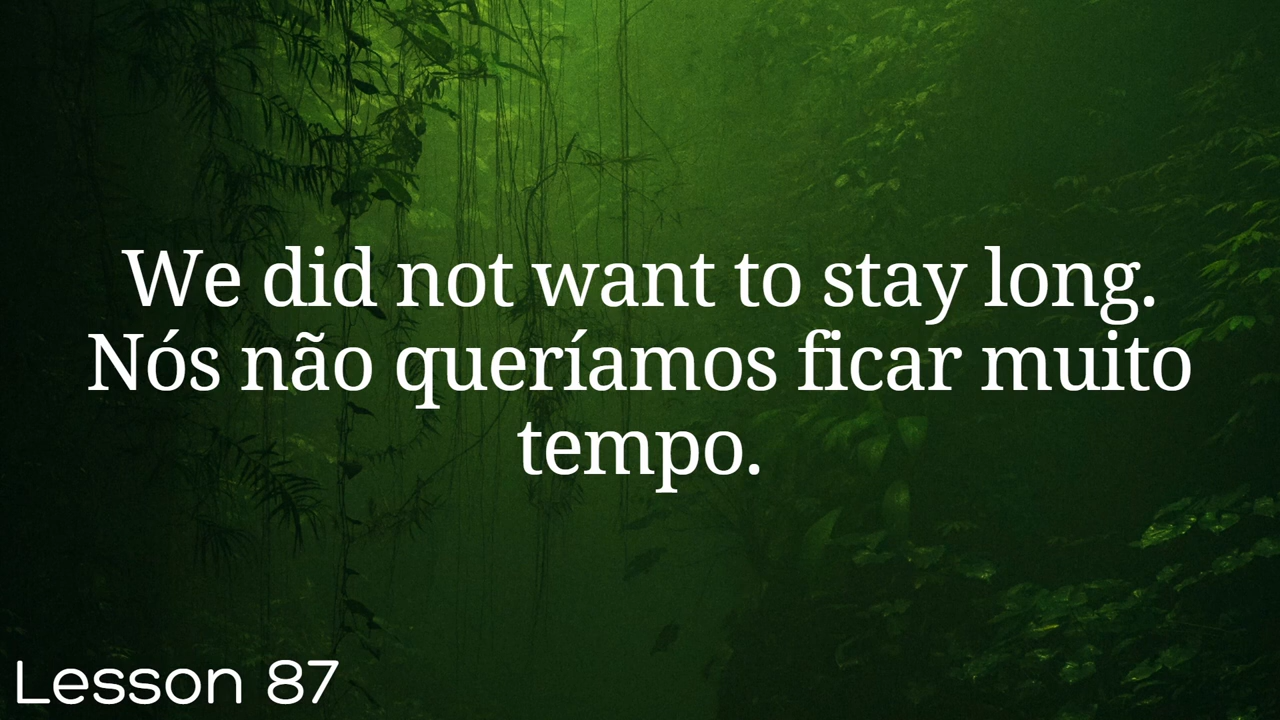 We did not want to stay long.
Nós não queríamos ficar muito
tempo.
Lesson 87